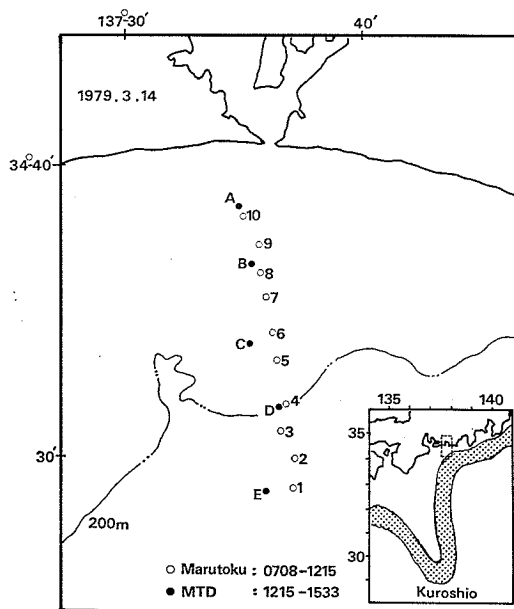 137°-30′
40′
1979.3.14
34°-40′
A
10
9
B
8
7
6
C
5
4
D
3
30′
2
E
1
200m
135
140
35
30
Kuroshio
○ Marutoku : 0708-1215
● MTD : 1215-1533